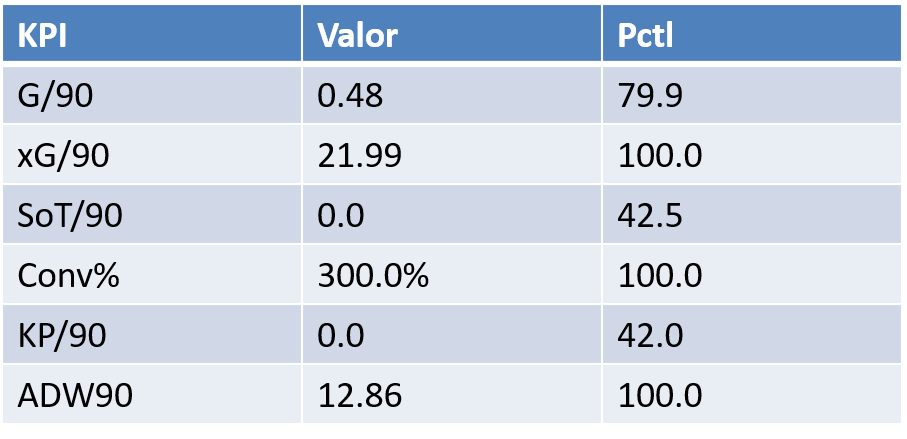 KPI Valor Pctl
G/90 0.48 79.9
xG/90 21.99 100.0
SoT/90 0.0 42.5
Conv% 300.0% 100.0
KP/90 0.0 42.0
ADW90 12.86 100.0